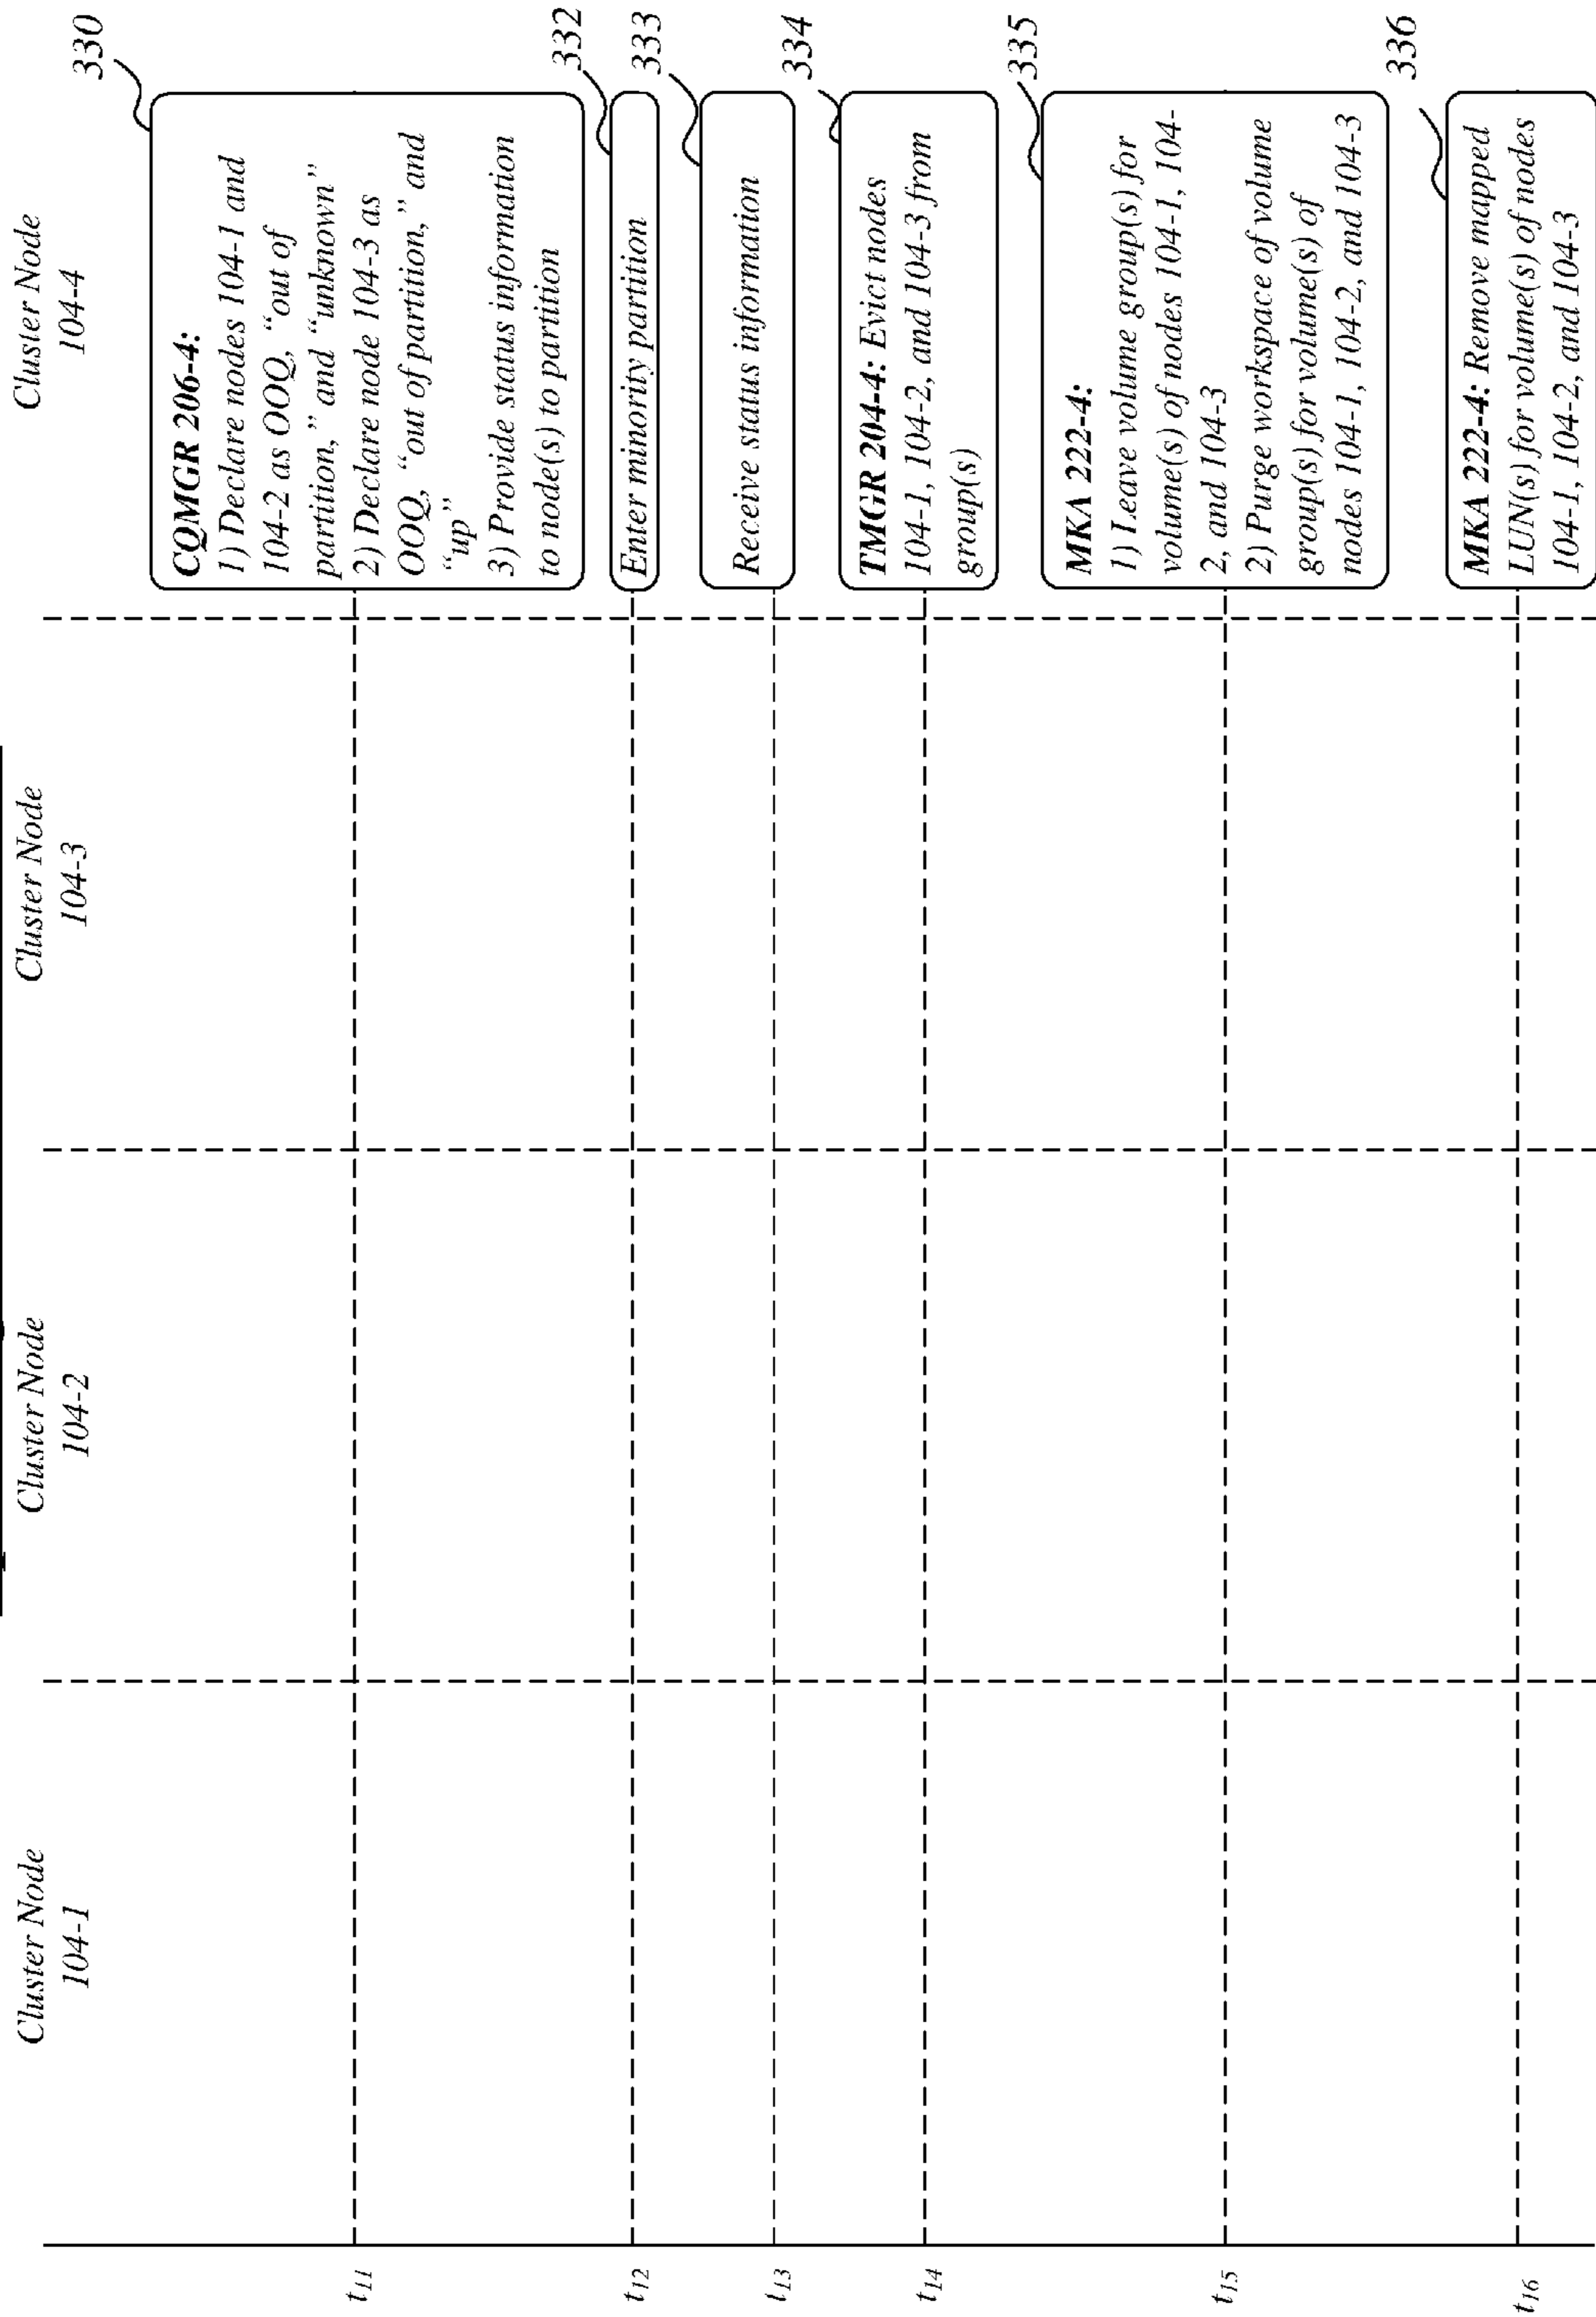 Cluster Node
104-1
Cluster Node
104-2
Cluster Node
104-3
Cluster Node
104-4
t11
330
CQMGR 206-4:
1) Declare nodes 104-1 and
104-2 as OOQ, “out of
partition,” and “unknown”
2) Declare node 104-3 as
OOQ, “out of partition,” and
“up”
3) Provide status information
to node(s) to partition
t12
332
Enter minority partition
t13
333
Receive status information
t14
334
TMGR 204-4: Evict nodes
104-1, 104-2, and 104-3 from
group(s)
t15
335
MKA 222-4:
1) Leave volume group(s) for
volume(s) of nodes 104-1, 104-
2, and 104-3
2) Purge workspace of volume
group(s) for volume(s) of
nodes 104-1, 104-2, and 104-3
t16
336
MKA 222-4: Remove mapped
LUN(s) for volume(s) of nodes
104-1, 104-2, and 104-3